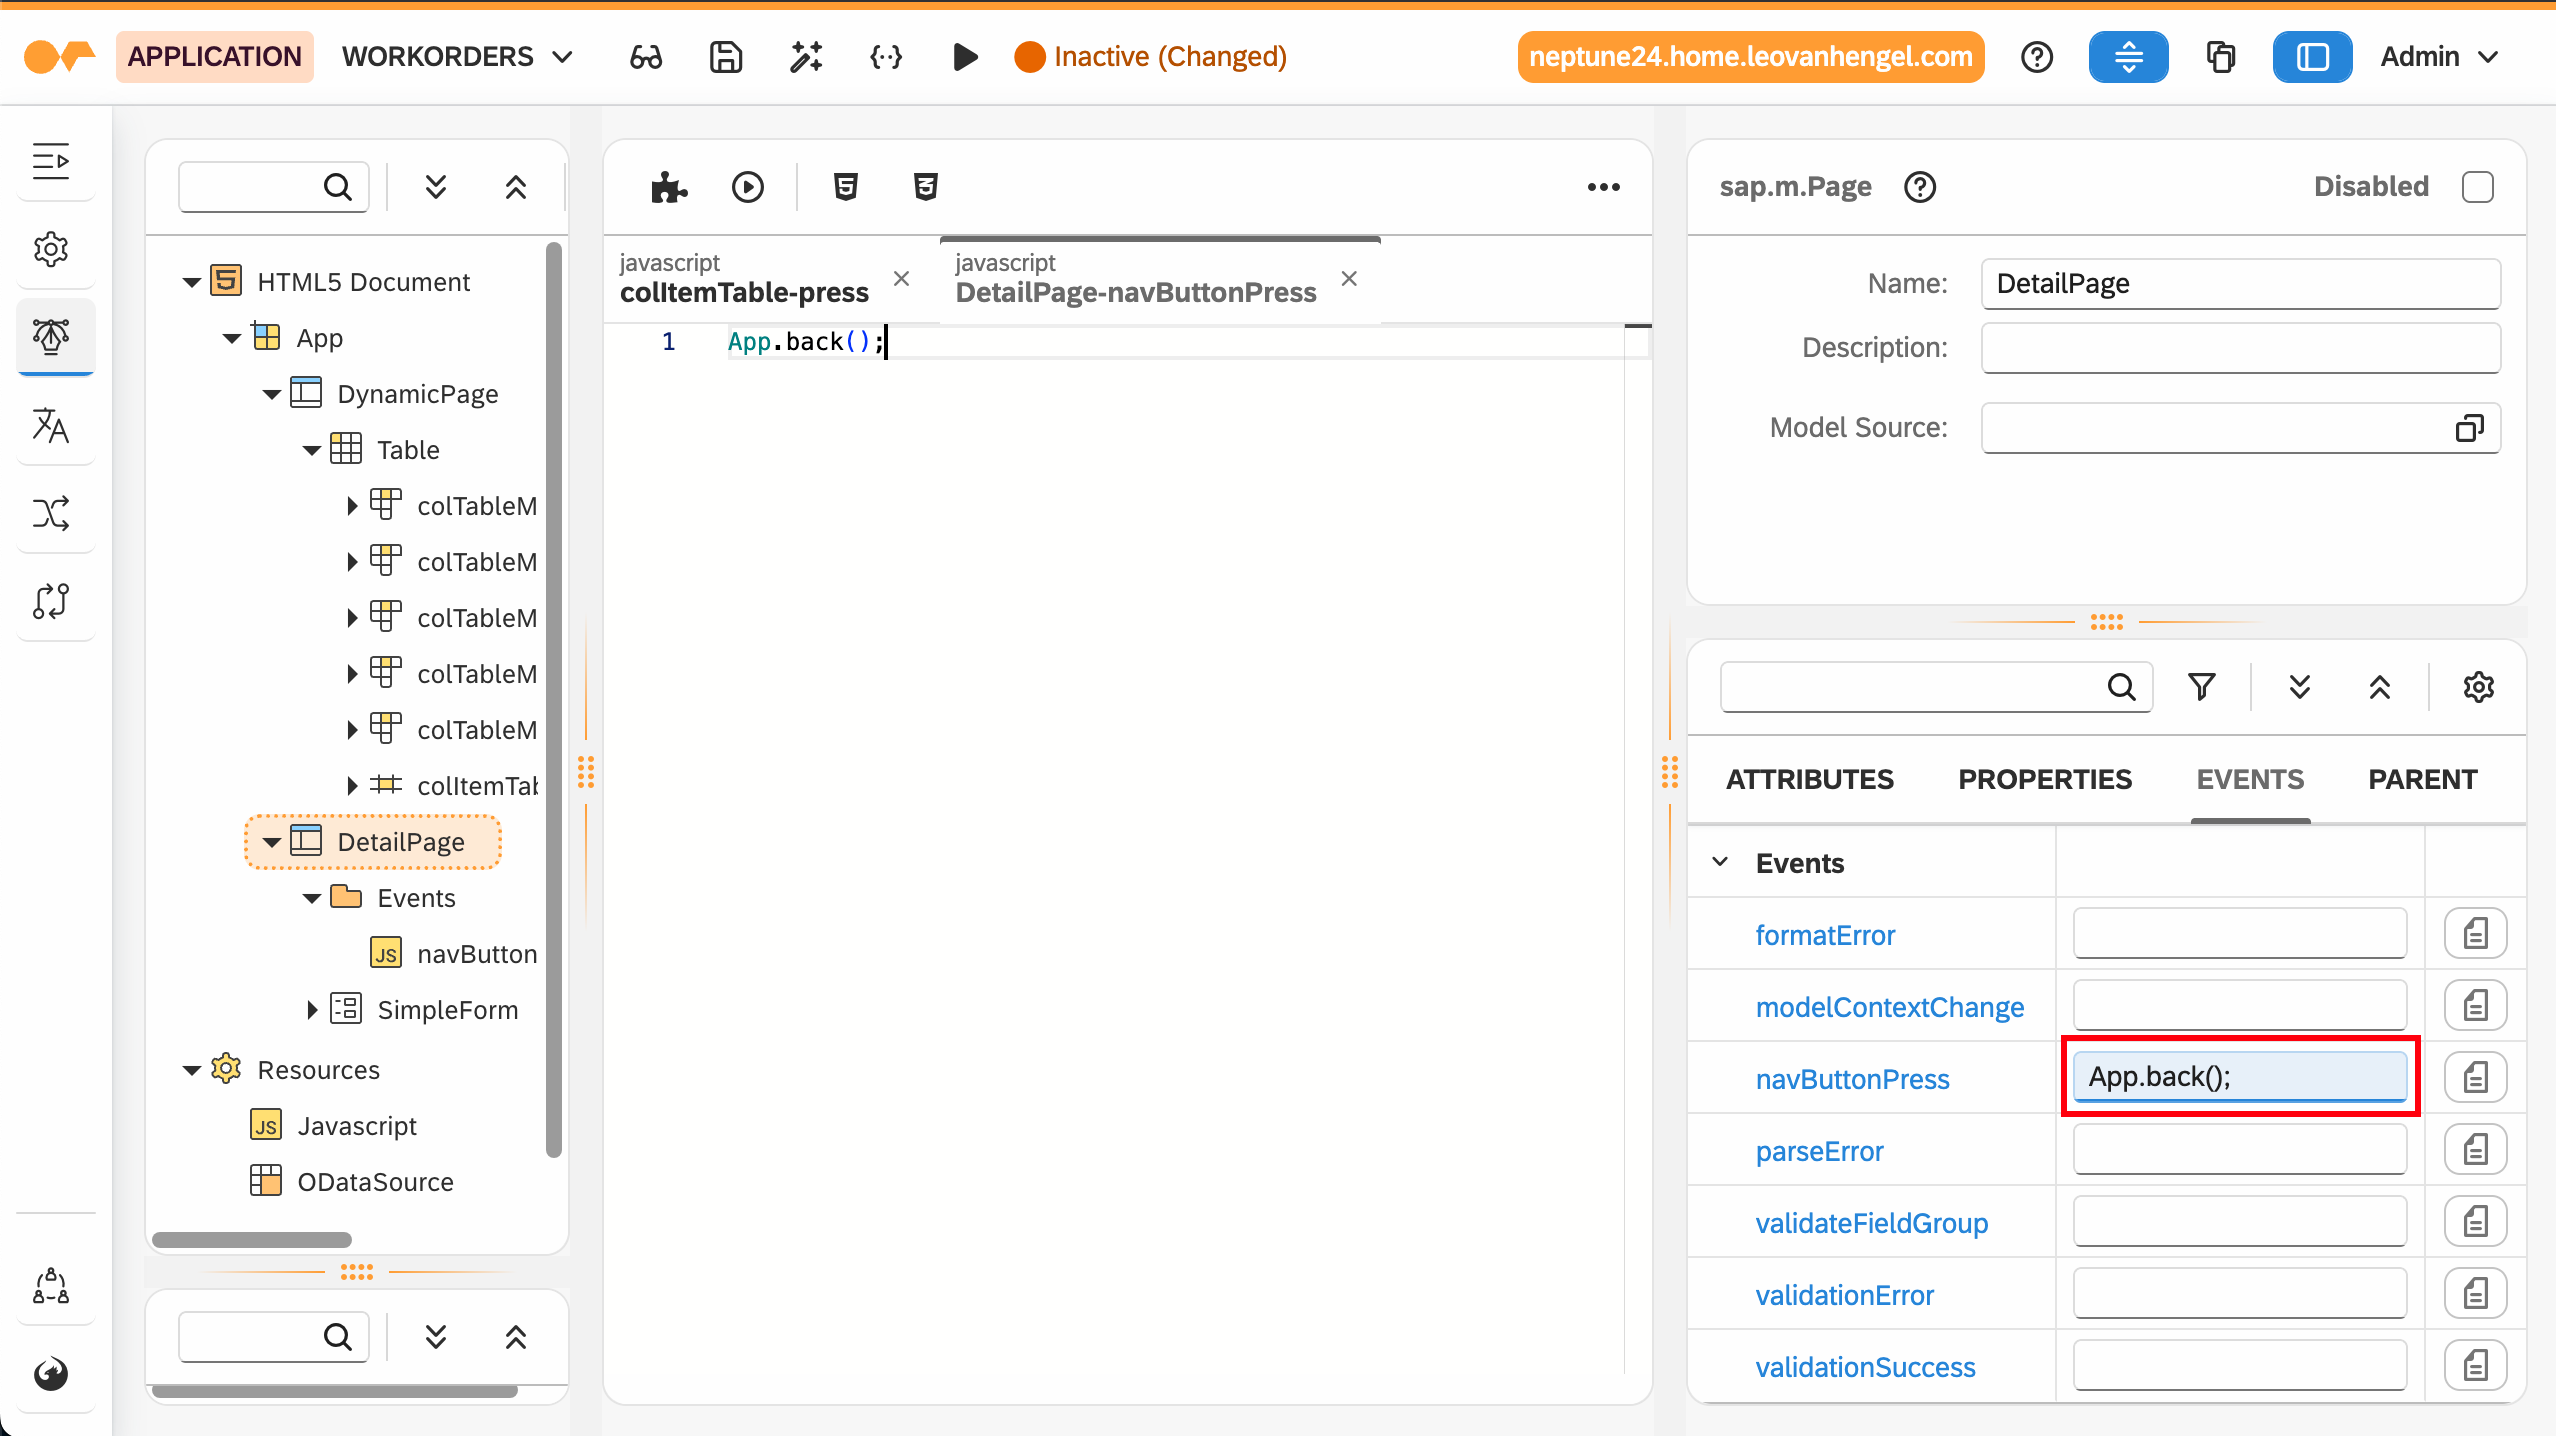 APPLICATION WORKORDERS Inactive (Changed) neptune24.home.leovanhengel.com Admin
HTML5 Document
App
DynamicPage
Table
colTableM
colTableM
colTableM
colTableM
colTableM
colItemTab
DetailPage
Events
JS navButton
SimpleForm
Resources
JS Javascript
ODataSource
javascript
colItemTable-press
javascript
DetailPage-navButtonPress
1 App.back();
sap.m.Page Disabled
Name: DetailPage
Description:
Model Source:
ATTRIBUTES PROPERTIES EVENTS PARENT
Events
formatError
modelContextChange
navButtonPress App.back();
parseError
validateFieldGroup
validationError
validationSuccess